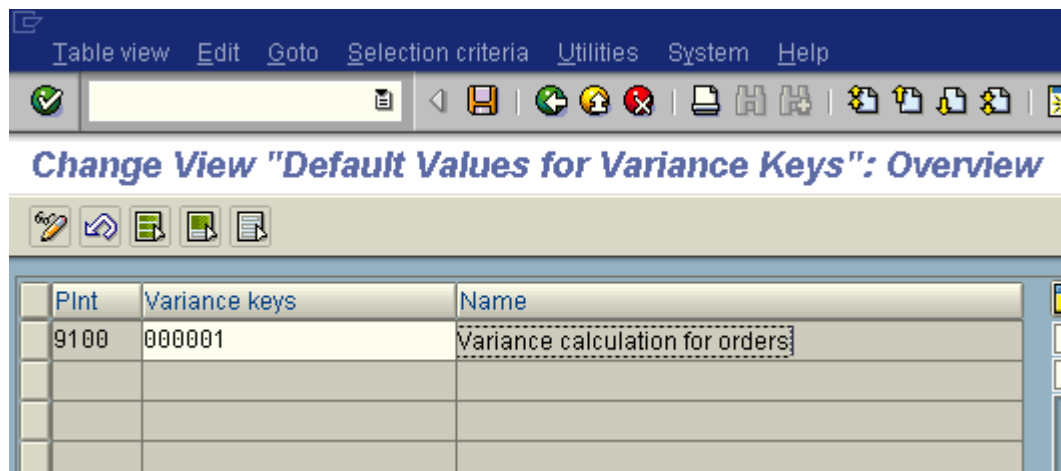 Table view Edit Goto Selection criteria Utilities System Help
Change View "Default Values for Variance Keys": Overview
Plnt Variance keys Name
9100 000001 Variance calculation for orders